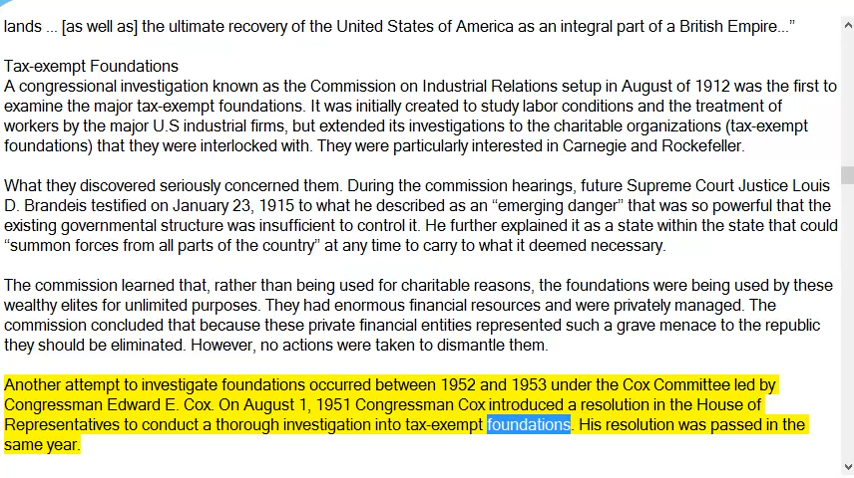 lands ... [as well as] the ultimate recovery of the United States of America as an integral part of a British Empire...”
Tax-exempt Foundations
A congressional investigation known as the Commission on Industrial Relations setup in August of 1912 was the first to
examine the major tax-exempt foundations. It was initially created to study labor conditions and the treatment of
workers by the major U.S industrial firms, but extended its investigations to the charitable organizations (tax-exempt
foundations) that they were interlocked with. They were particularly interested in Carnegie and Rockefeller.
What they discovered seriously concerned them. During the commission hearings, future Supreme Court Justice Louis
D. Brandeis testified on January 23, 1915 to what he described as an “emerging danger” that was so powerful that the
existing governmental structure was insufficient to control it. He further explained it as a state within the state that could
“summon forces from all parts of the country” at any time to carry to what it deemed necessary.
The commission learned that, rather than being used for charitable reasons, the foundations were being used by these
wealthy elites for unlimited purposes. They had enormous financial resources and were privately managed. The
commission concluded that because these private financial entities represented such a grave menace to the republic
they should be eliminated. However, no actions were taken to dismantle them.
Another attempt to investigate foundations occurred between 1952 and 1953 under the Cox Committee led by
Congressman Edward E. Cox. On August 1, 1951 Congressman Cox introduced a resolution in the House of
Representatives to conduct a thorough investigation into tax-exempt foundations. His resolution was passed in the
same year.